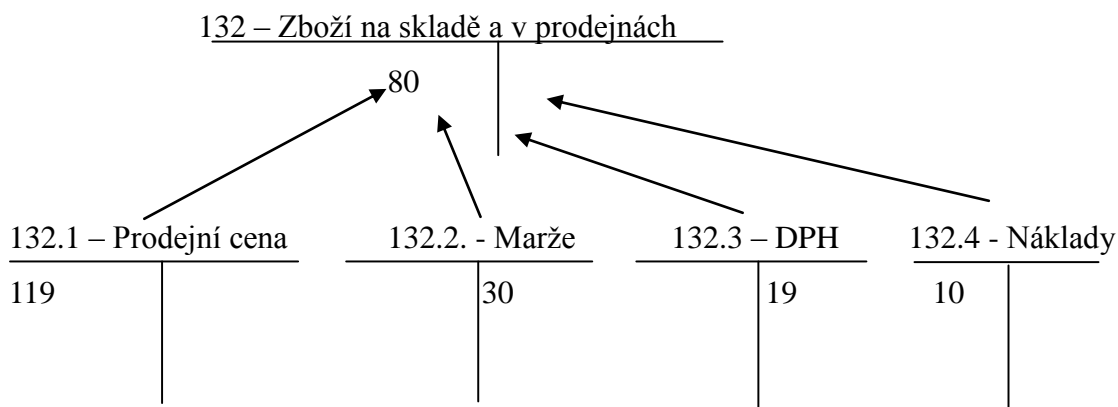 132 – Zboží na skladě a v prodejnách
80
132.1 – Prodejní cena 132.2. - Marže 132.3 – DPH 132.4 - Náklady
119 30 19 10